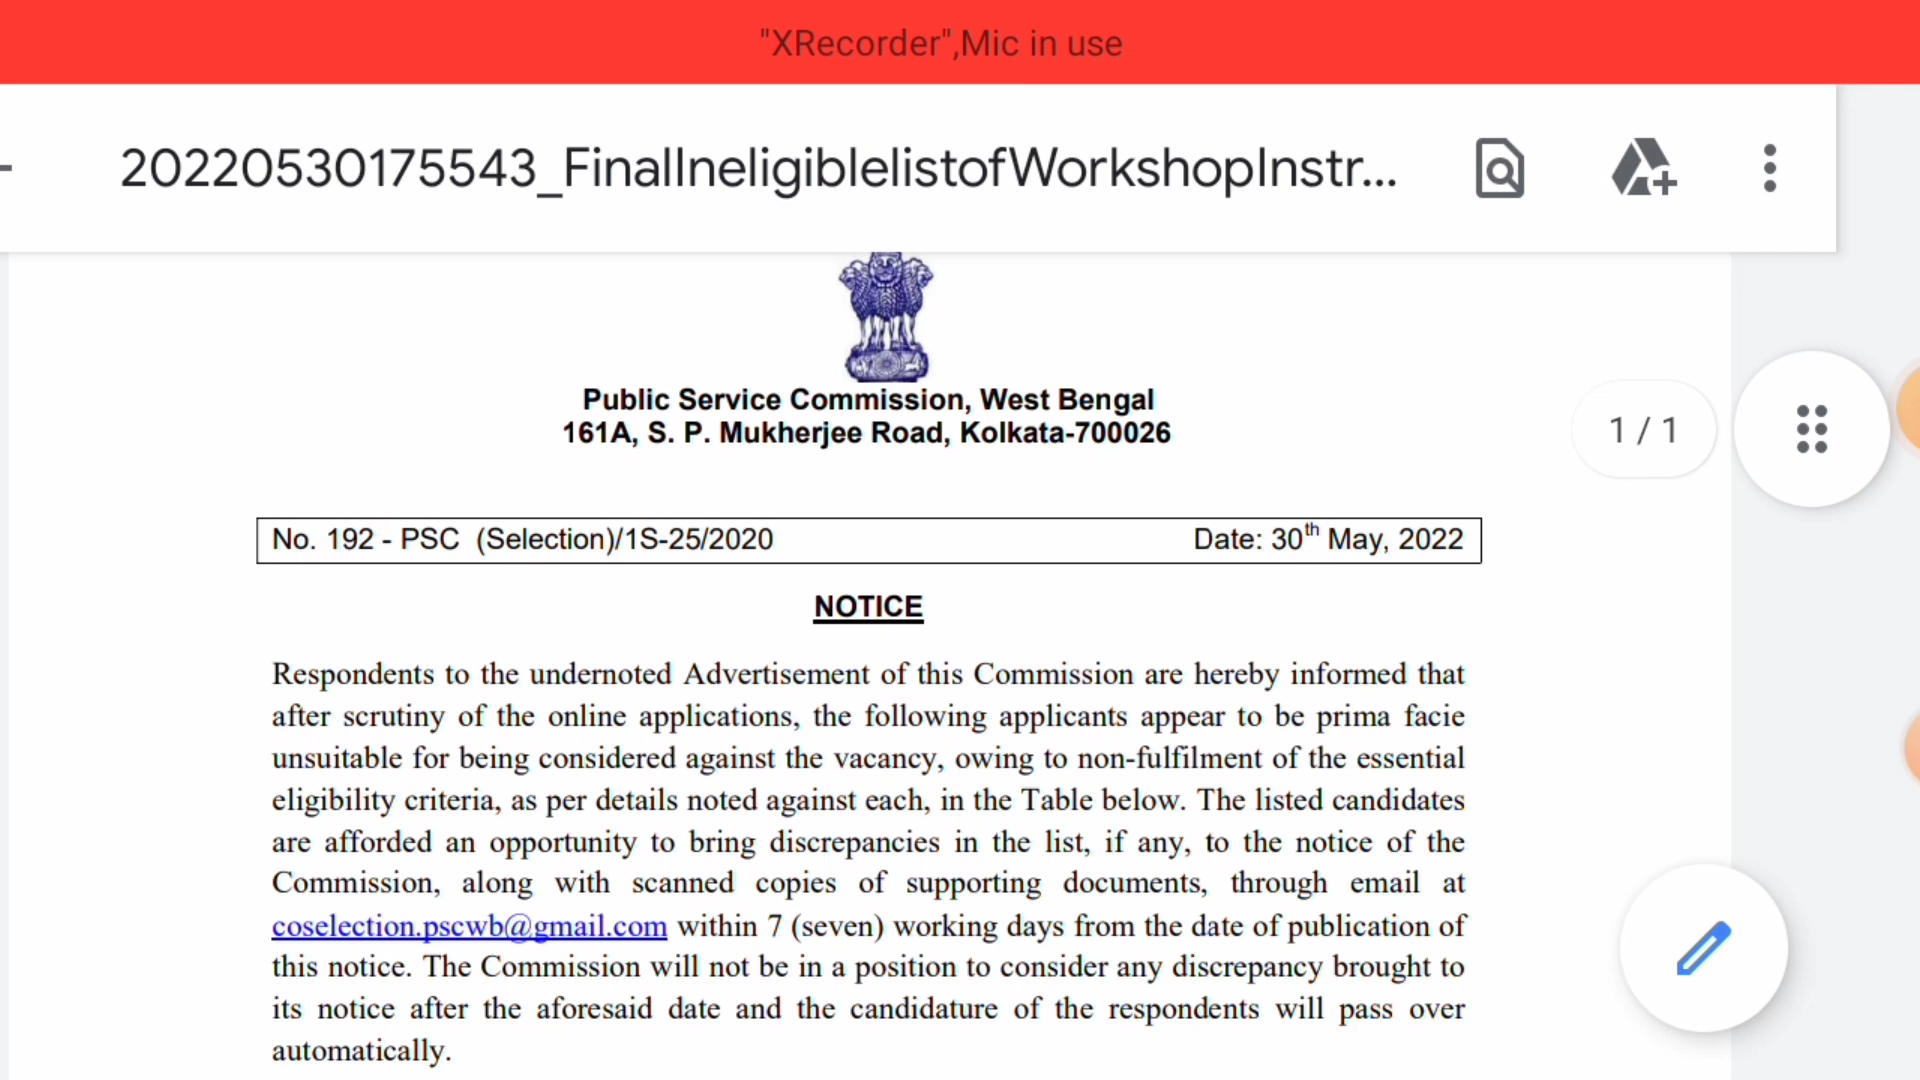 "XRecorder",Mic in use
20220530175543_FinalIneligiblelistofWorkshopInstr...
Public Service Commission, West Bengal
161A, S. P. Mukherjee Road, Kolkata-700026
1 / 1
No. 192 - PSC (Selection)/1S-25/2020 Date: 30th May, 2022
NOTICE
Respondents to the undernoted Advertisement of this Commission are hereby informed that
after scrutiny of the online applications, the following applicants appear to be prima facie
unsuitable for being considered against the vacancy, owing to non-fulfilment of the essential
eligibility criteria, as per details noted against each, in the Table below. The listed candidates
are afforded an opportunity to bring discrepancies in the list, if any, to the notice of the
Commission, along with scanned copies of supporting documents, through email at
coselection.pscwb@gmail.com within 7 (seven) working days from the date of publication of
this notice. The Commission will not be in a position to consider any discrepancy brought to
its notice after the aforesaid date and the candidature of the respondents will pass over
automatically.